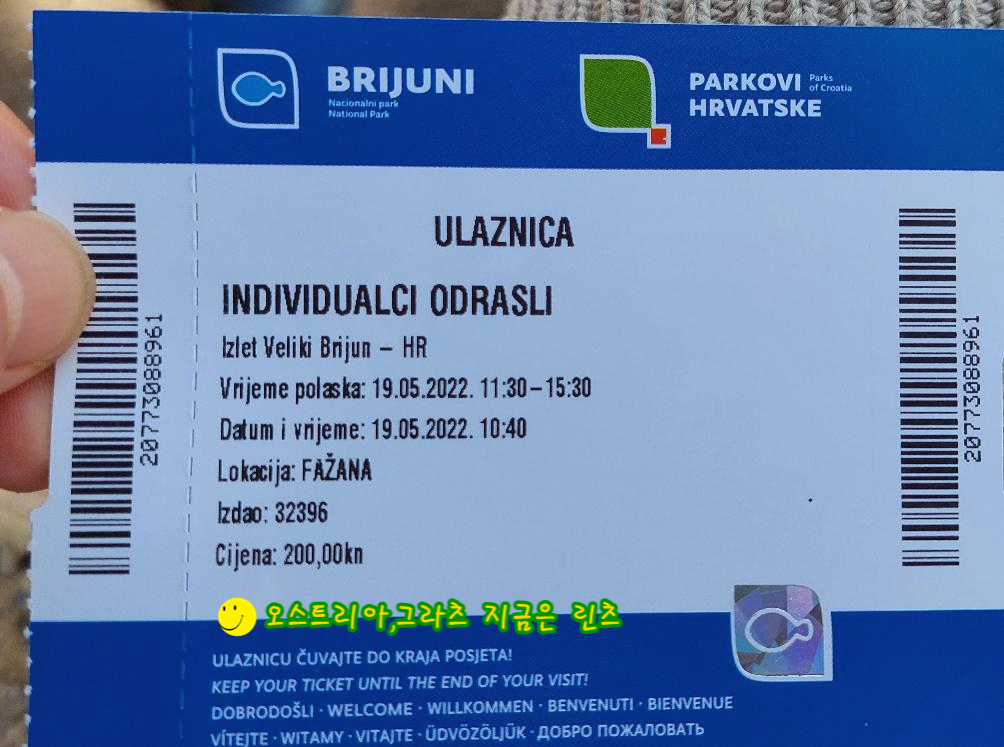 BRIJUNI
Nacionalni park
National Park
PARKOVI
HRVATSKE
Parks
of Croatia
ULAZNICA
INDIVIDUALCI ODRASLI
Izlet Veliki Brijun – HR
Vrijeme polaska: 19.05.2022. 11:30–15:30
Datum i vrijeme: 19.05.2022. 10:40
Lokacija: FAŽANA
Izdao: 32396
Cijena: 200,00kn
20773088961
20773088961
오스트리아,그라츠 지금은 린츠
ULAZNICU ČUVAJTE DO KRAJA POSJETA!
KEEP YOUR TICKET UNTIL THE END OF YOUR VISIT!
DOBRODOŠLI · WELCOME · WILLKOMMEN · BENVENUTI · BIENVENUE
VÍTEJTE · WITAMY · VITAJTE · ÜDVÖZÖLJÜK · ДОБРО ПОЖАЛОВАТЬ